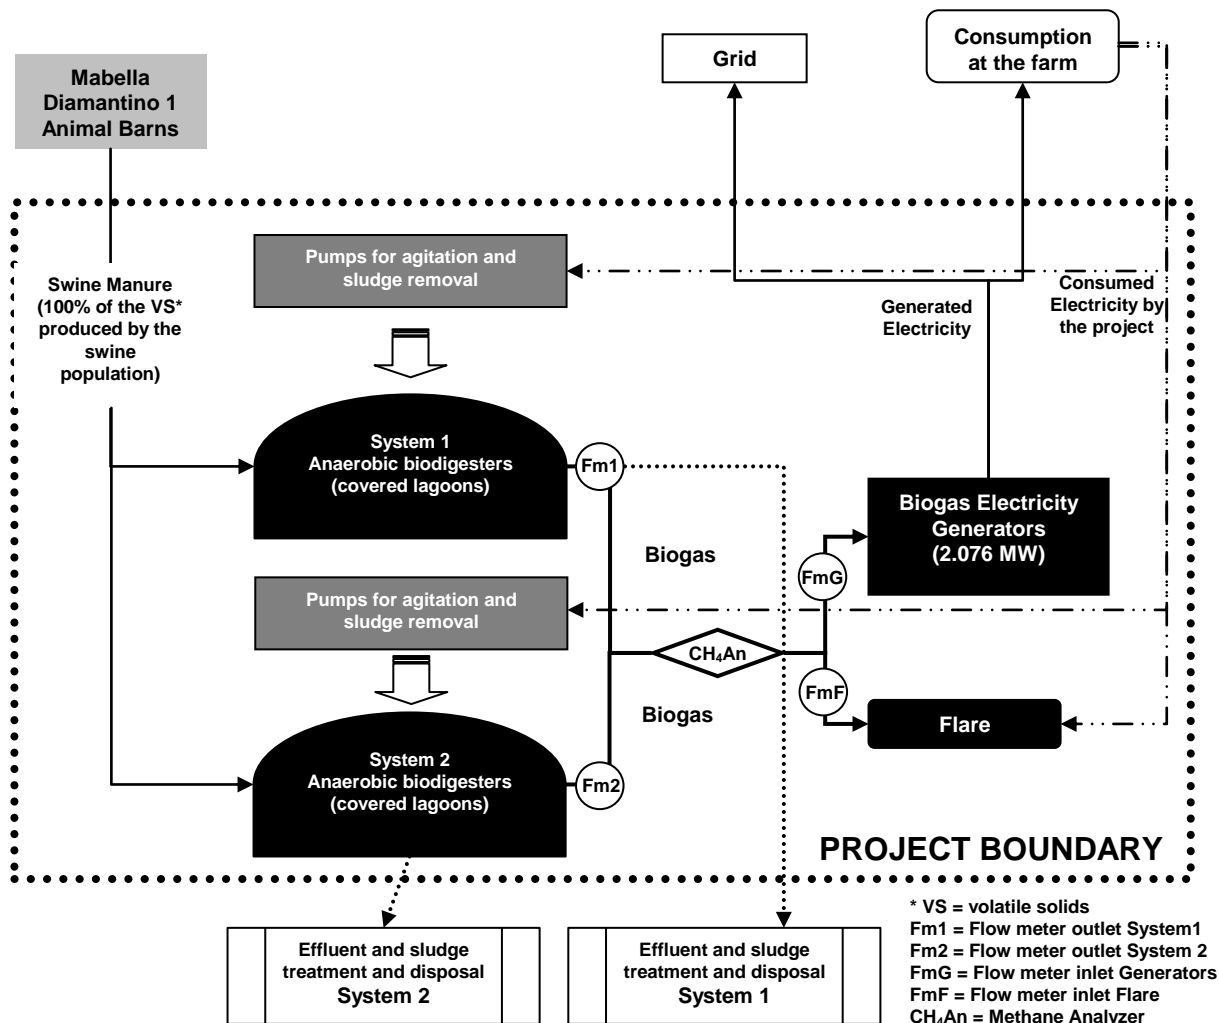 Mabella
Diamantino 1
Animal Barns
Grid
Consumption
at the farm
Pumps for agitation and
sludge removal
Swine Manure
(100% of the VS*
produced by the
swine
population)
Generated
Electricity
Consumed
Electricity by
the project
System 1
Anaerobic biodigesters
(covered lagoons)
Fm1
Biogas
Biogas Electricity
Generators
(2.076 MW)
FmG
Pumps for agitation and
sludge removal
CH₄An
FmF
Biogas
Flare
System 2
Anaerobic biodigesters
(covered lagoons)
Fm2
PROJECT BOUNDARY
Effluent and sludge
treatment and disposal
System 2
Effluent and sludge
treatment and disposal
System 1
* VS = volatile solids
Fm1 = Flow meter outlet System1
Fm2 = Flow meter outlet System 2
FmG = Flow meter inlet Generators
FmF = Flow meter inlet Flare
CH₄An = Methane Analyzer